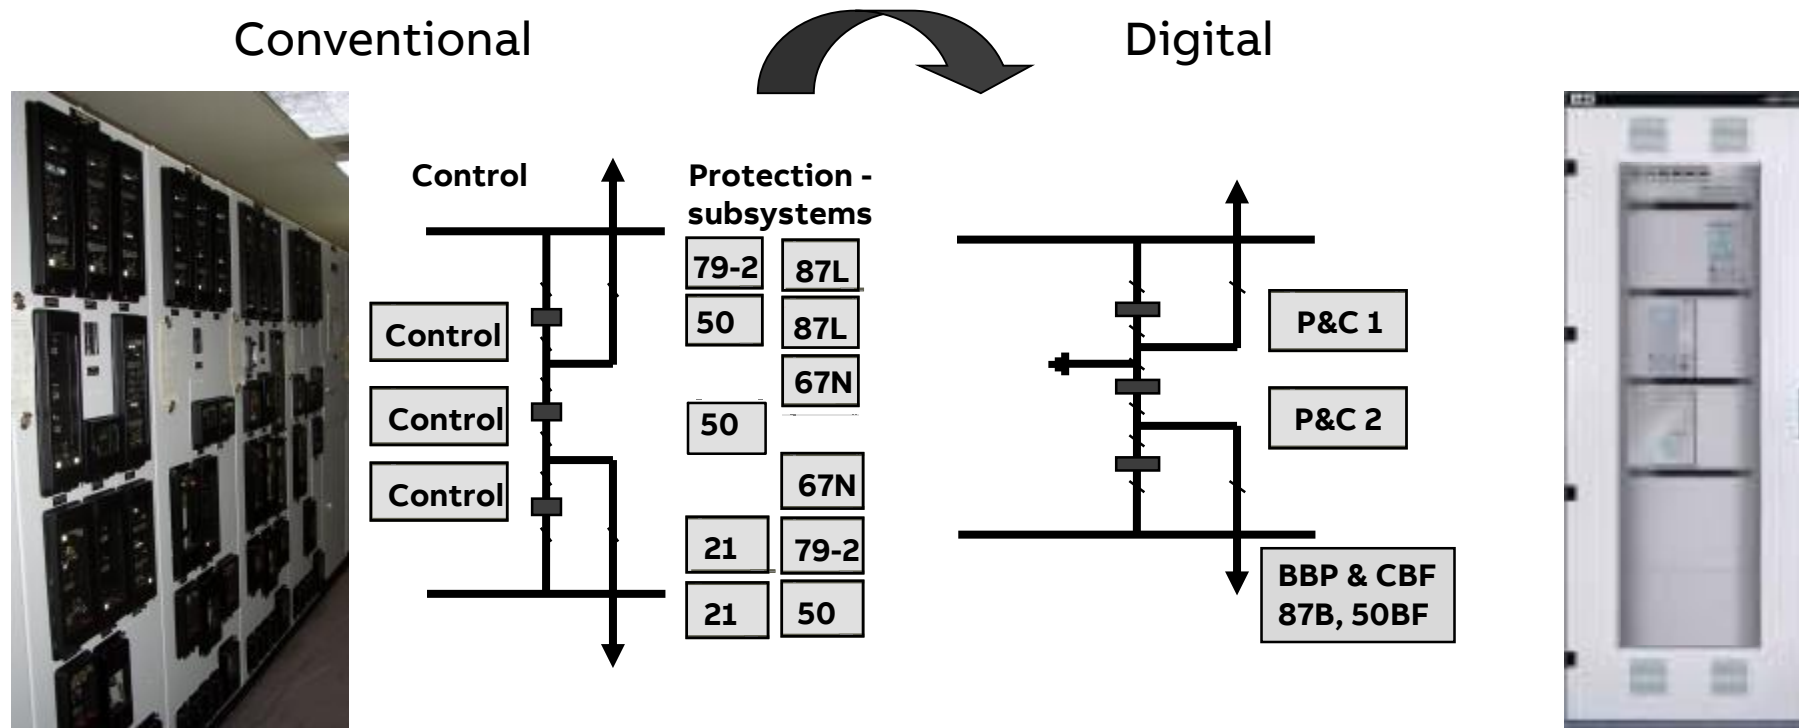 Conventional
Digital
Control
Protection -
subsystems
79-2
87L
50
87L
67N
50
67N
21
79-2
21
50
Control
Control
Control
P&C 1
P&C 2
BBP & CBF
87B, 50BF